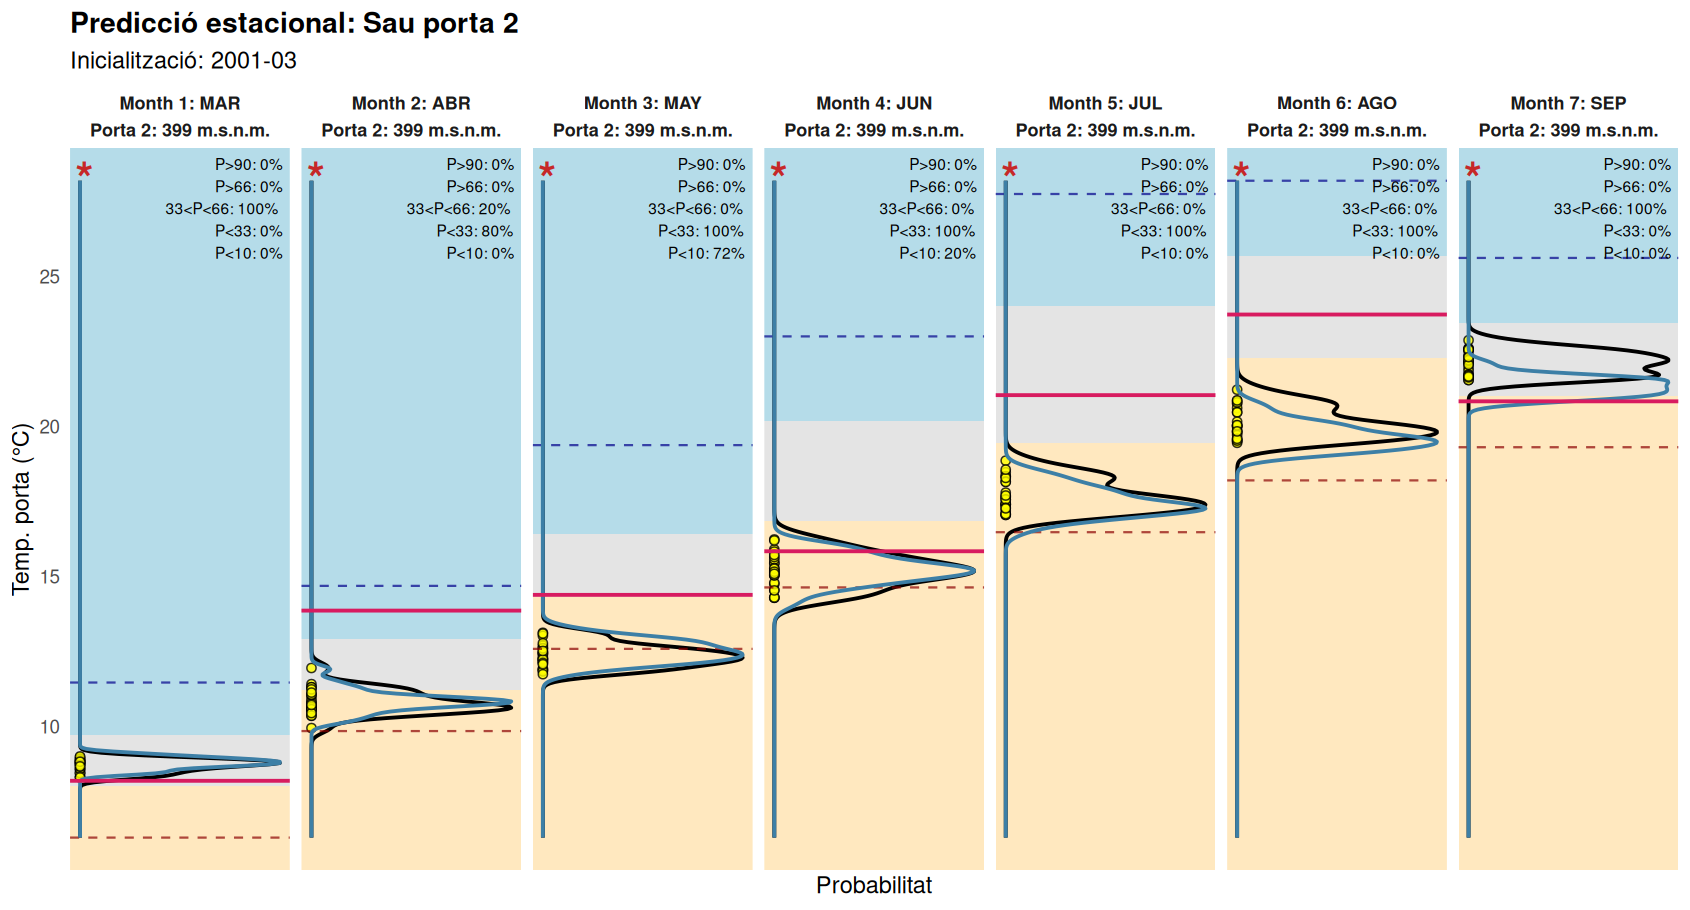 Predicció estacional: Sau porta 2
Inicialització: 2001-03
Month 1: MAR
Porta 2: 399 m.s.n.m.
Month 2: ABR
Porta 2: 399 m.s.n.m.
Month 3: MAY
Porta 2: 399 m.s.n.m.
Month 4: JUN
Porta 2: 399 m.s.n.m.
Month 5: JUL
Porta 2: 399 m.s.n.m.
Month 6: AGO
Porta 2: 399 m.s.n.m.
Month 7: SEP
Porta 2: 399 m.s.n.m.
*
P>90: 0%
P>66: 0%
33<P<66: 100%
P<33: 0%
P<10: 0%
*
P>90: 0%
P>66: 0%
33<P<66: 20%
P<33: 80%
P<10: 0%
*
P>90: 0%
P>66: 0%
33<P<66: 0%
P<33: 100%
P<10: 72%
*
P>90: 0%
P>66: 0%
33<P<66: 0%
P<33: 100%
P<10: 20%
*
P>90: 0%
P>66: 0%
33<P<66: 0%
P<33: 100%
P<10: 0%
*
P>90: 0%
P>66: 0%
33<P<66: 0%
P<33: 100%
P<10: 0%
*
P>90: 0%
P>66: 0%
33<P<66: 100%
P<33: 0%
P<10: 0%
25
20
15
10
Temp. porta (°C)
Probabilitat